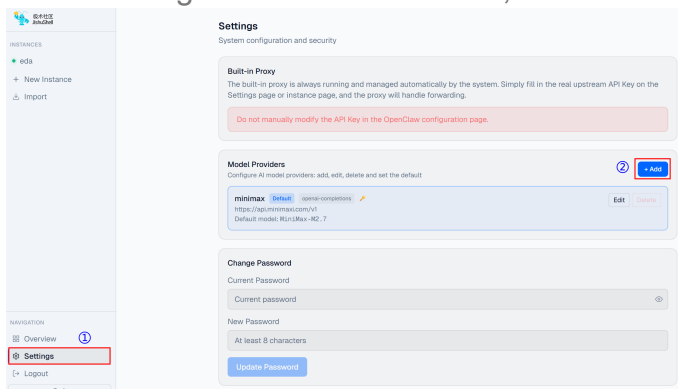 极术社区
JishuShell
INSTANCES
eda
+ New Instance
Import
NAVIGATION
Overview
①
Settings
Logout
Settings
System configuration and security
Built-in Proxy
The built-in proxy is always running and managed automatically by the system. Simply fill in the real upstream API Key on the
Settings page or instance page, and the proxy will handle forwarding.
Do not manually modify the API Key in the OpenClaw configuration page.
Model Providers
Configure AI model providers: add, edit, delete and set the default
②
+ Add
minimax Default openai-completions
https://api.minimaxi.com/v1
Default model: MiniMax-M2.7
Edit Delete
Change Password
Current Password
Current password
New Password
At least 8 characters
Update Password